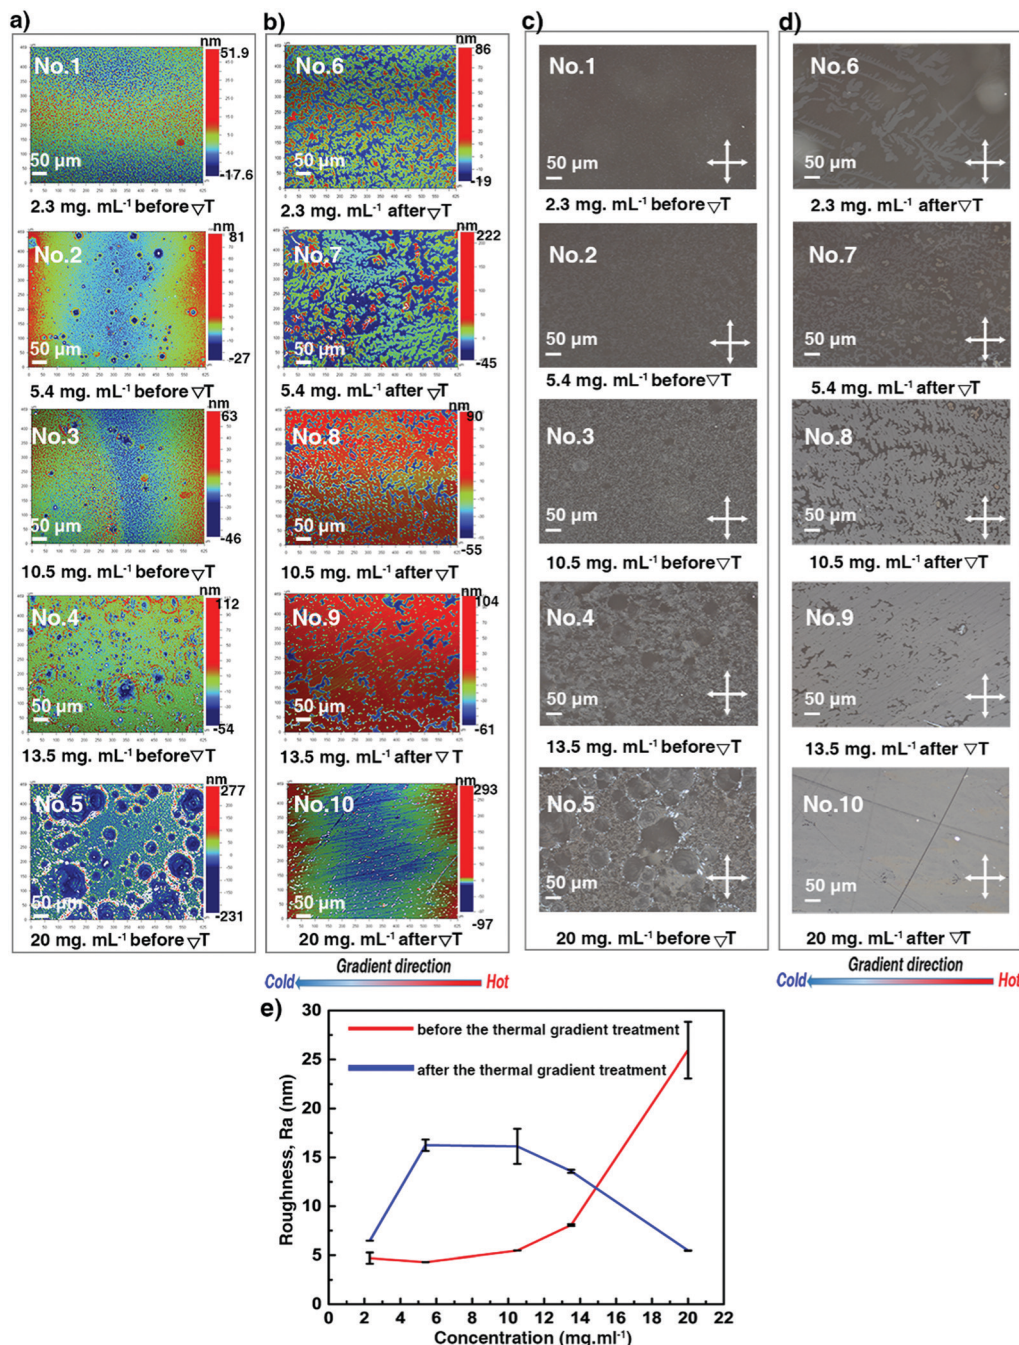 a)
nm
51.9
No.1
50 μm
-17.6
2.3 mg. mL⁻¹ before ▽T
81
No.2
50 μm
-27
5.4 mg. mL⁻¹ before ▽T
nm
63
No.3
50 μm
-46
10.5 mg. mL⁻¹ before ▽T
nm
112
No.4
50 μm
-54
13.5 mg. mL⁻¹ before ▽T
nm
277
No.5
50 μm
-231
20 mg. mL⁻¹ before ▽T
b)
nm
86
No.6
50 μm
-19
2.3 mg. mL⁻¹ after ▽T
nm
222
No.7
50 μm
-45
5.4 mg. mL⁻¹ after ▽T
nm
90
No.8
50 μm
-55
10.5 mg. mL⁻¹ after ▽T
nm
104
No.9
50 μm
-61
13.5 mg. mL⁻¹ after ▽T
nm
293
No.10
50 μm
-97
20 mg. mL⁻¹ after ▽T
Gradient direction
Cold Hot
c)
No.1
50 μm
2.3 mg. mL⁻¹ before ▽T
No.2
50 μm
5.4 mg. mL⁻¹ before ▽T
No.3
50 μm
10.5 mg. mL⁻¹ before ▽T
No.4
50 μm
13.5 mg. mL⁻¹ before ▽T
No.5
50 μm
20 mg. mL⁻¹ before ▽T
d)
No.6
50 μm
2.3 mg. mL⁻¹ after ▽T
No.7
50 μm
5.4 mg. mL⁻¹ after ▽T
No.8
50 μm
10.5 mg. mL⁻¹ after ▽T
No.9
50 μm
13.5 mg. mL⁻¹ after ▽T
No.10
50 μm
20 mg. mL⁻¹ after ▽T
Gradient direction
Cold Hot
e)
before the thermal gradient treatment
after the thermal gradient treatment
Roughness, Ra (nm)
30
25
20
15
10
5
0
0 2 4 6 8 10 12 14 16 18 20 22
Concentration (mg.ml⁻¹)